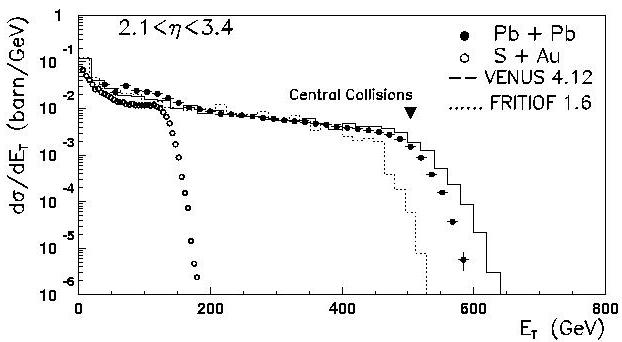 2.1<η<3.4
● Pb + Pb
○ S + Au
— VENUS 4.12
..... FRITIOF 1.6
Central Collisions
dσ/dE_T (barn/GeV)
1
10⁻¹
10⁻²
10⁻³
10⁻⁴
10⁻⁵
10⁻⁶
0 200 400 600 800
E_T (GeV)